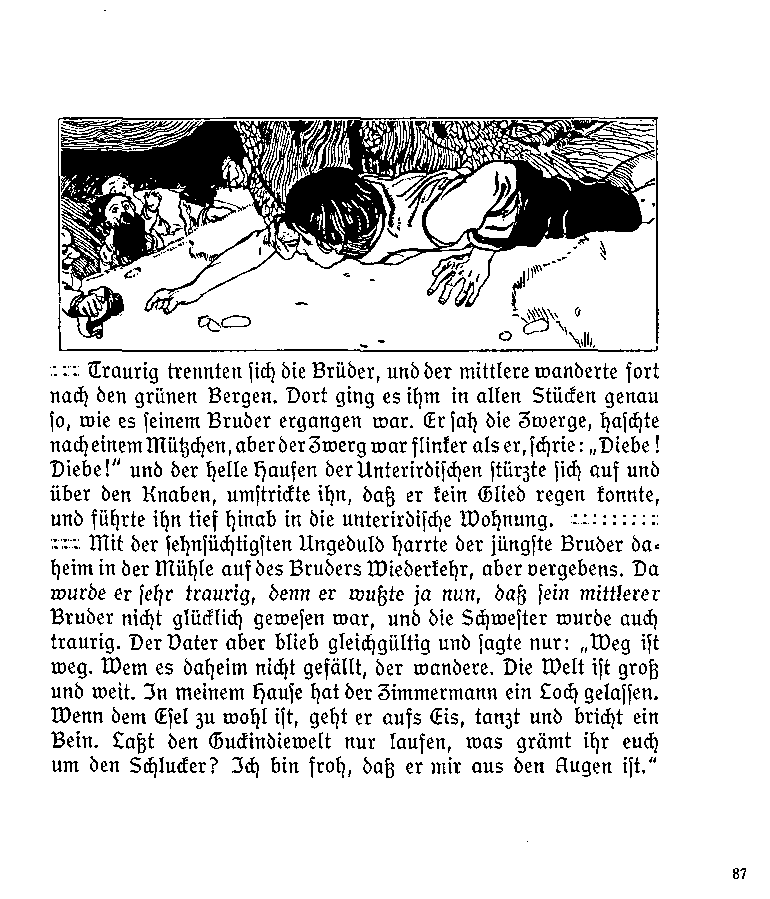 ::: Traurig trennten sich die Brüder, und der mittlere wanderte fort
nach den grünen Bergen. Dort ging es ihm in allen Stücken genau
so, wie es seinem Bruder ergangen war. Er sah die Zwerge, haschte
nach einem Mützchen, aber der Zwerg war flinker als er, schrie: „Diebe!
Diebe!“ und der helle Haufen der Unterirdischen stürzte sich auf und
über den Knaben, umstrickte ihn, daß er kein Glied regen konnte,
und führte ihn tief hinab in die unterirdische Wohnung. :::::::::
::: Mit der sehnsüchtigsten Ungeduld harrte der jüngste Bruder da-
heim in der Mühle auf des Bruders Wiederkehr, aber vergebens. Da
wurde er sehr traurig, denn er wußte ja nun, daß sein mittlerer
Bruder nicht glücklich gewesen war, und die Schwester wurde auch
traurig. Der Vater aber blieb gleichgültig und sagte nur: „Weg ist
weg. Wem es daheim nicht gefällt, der wandere. Die Welt ist groß
und weit. In meinem Hause hat der Zimmermann ein Loch gelassen.
Wenn dem Esel zu wohl ist, geht er aufs Eis, tanzt und bricht ein
Bein. Laßt den Guckindiewelt nur laufen, was grämt ihr euch
um den Schlucker? Ich bin froh, daß er mir aus den Augen ist.“
87